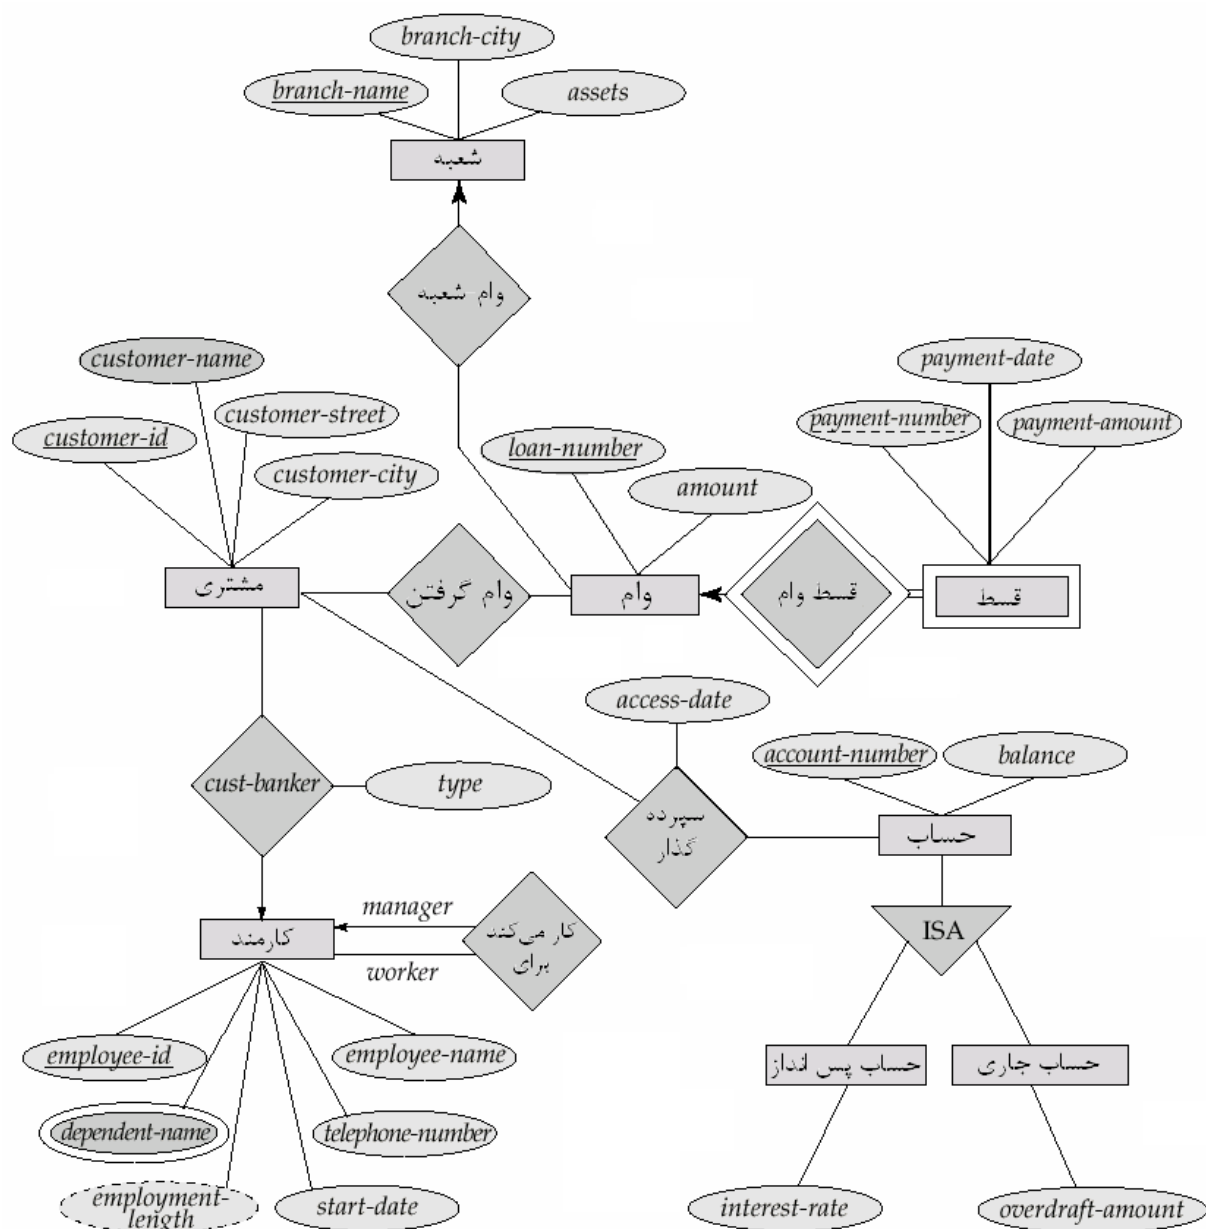 branch-city
branch-name
assets
شعبه
وام-شعبه
customer-name
payment-date
customer-street
payment-number
payment-amount
customer-id
loan-number
customer-city
amount
مشتری
وام گرفتن
وام
قسط وام
قسط
access-date
account-number
balance
cust-banker
type
سپرده
گذار
حساب
manager
کارمند
کار می‌کند
برای
worker
ISA
employee-id
employee-name
حساب پس انداز
حساب جاری
dependent-name
telephone-number
employment-
length
start-date
interest-rate
overdraft-amount